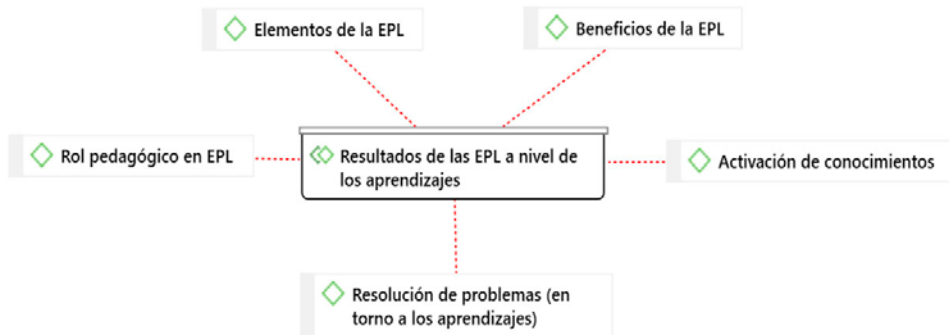 Elementos de la EPL
Beneficios de la EPL
Rol pedagógico en EPL
Resultados de las EPL a nivel de
los aprendizajes
Activación de conocimientos
Resolución de problemas (en
torno a los aprendizajes)